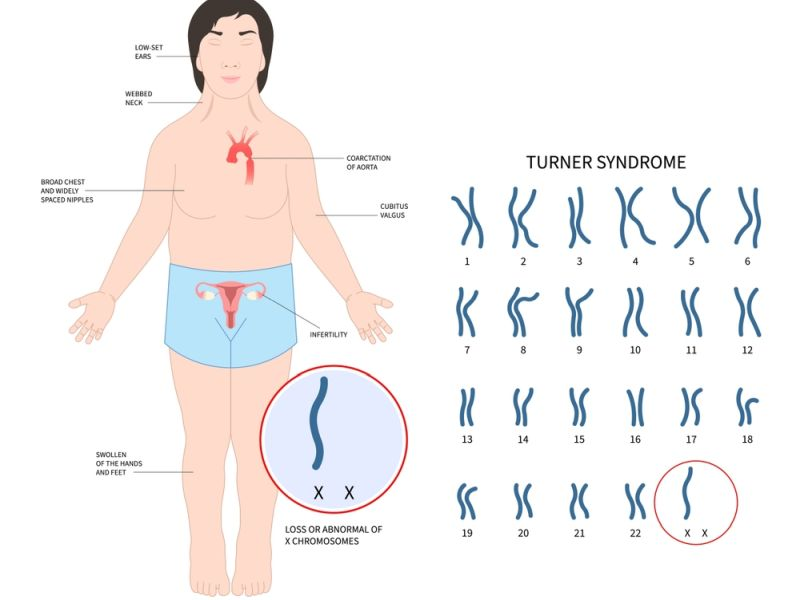 LOW-SET
EARS
WEBBED
NECK
BROAD CHEST
AND WIDELY
SPACED NIPPLES
COARCTATION
OF AORTA
CUBITUS
VALGUS
INFERTILITY
SWOLLEN
OF THE HANDS
AND FEET
X X
LOSS OR ABNORMAL OF
X CHROMOSOMES
TURNER SYNDROME
1 2 3 4 5 6
7 8 9 10 11 12
13 14 15 16 17 18
19 20 21 22 X X